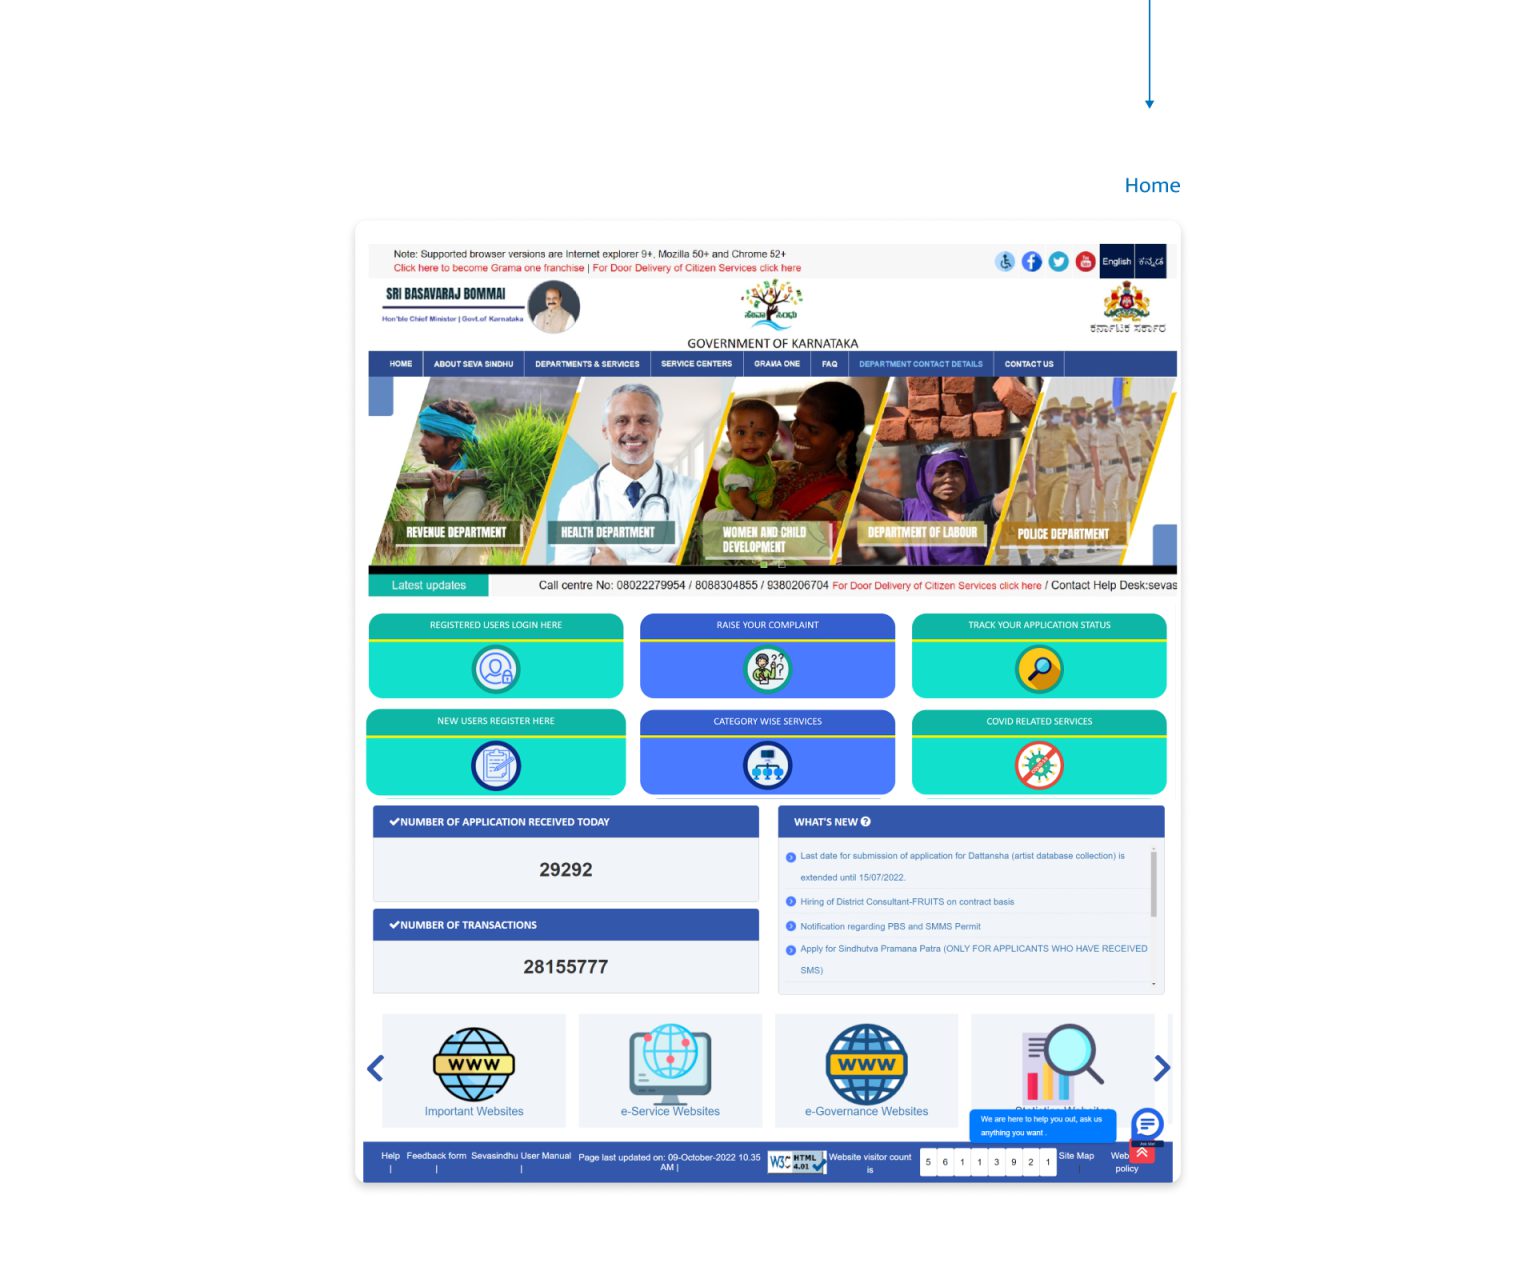 Home
Note: Supported browser versions are Internet explorer 9+, Mozilla 50+ and Chrome 52+
Click here to become Grama one franchise | For Door Delivery of Citizen Services click here
English ಕನ್ನಡ
SRI BASAVARAJ BOMMAI
Hon'ble Chief Minister | Govt.of Karnataka
ಸೇವಾ ಸಿಂಧು
GOVERNMENT OF KARNATAKA
ಕರ್ನಾಟಕ ಸರ್ಕಾರ
HOME ABOUT SEVA SINDHU DEPARTMENTS & SERVICES SERVICE CENTERS GRAMA ONE FAQ DEPARTMENT CONTACT DETAILS CONTACT US
REVENUE DEPARTMENT
HEALTH DEPARTMENT
WOMEN AND CHILD
DEVELOPMENT
DEPARTMENT OF LABOUR
POLICE DEPARTMENT
Latest updates Call centre No: 08022279954 / 8088304855 / 9380206704 For Door Delivery of Citizen Services click here / Contact Help Desk:sevas
REGISTERED USERS LOGIN HERE RAISE YOUR COMPLAINT TRACK YOUR APPLICATION STATUS
NEW USERS REGISTER HERE CATEGORY WISE SERVICES COVID RELATED SERVICES
NUMBER OF APPLICATION RECEIVED TODAY
29292
NUMBER OF TRANSACTIONS
28155777
WHAT'S NEW
Last date for submission of application for Dattansha (artist database collection) is
extended until 15/07/2022.
Hiring of District Consultant-FRUITS on contract basis
Notification regarding PBS and SMMS Permit
Apply for Sindhutva Pramana Patra (ONLY FOR APPLICANTS WHO HAVE RECEIVED
SMS)
WWW
Important Websites
e-Service Websites
WWW
e-Governance Websites
We are here to help you out, ask us
anything you want .
Help | Feedback form | Sevasindhu User Manual |
Page last updated on: 09-October-2022 10.35
AM |
W3C HTML
4.01
Website visitor count
is
5 6 1 1 3 9 2 1
Site Map |
Web
policy